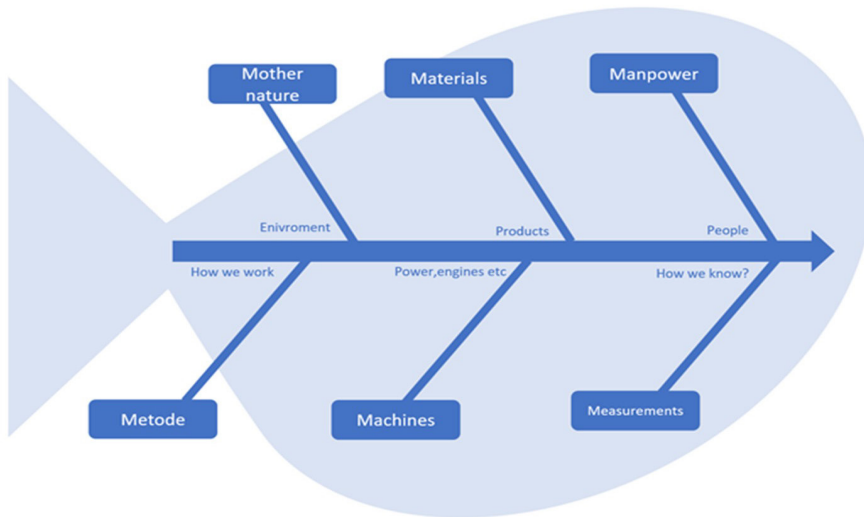 Mother
nature
Materials
Manpower
Enivroment
Products
People
How we work
Power,engines etc
How we know?
Metode
Machines
Measurements